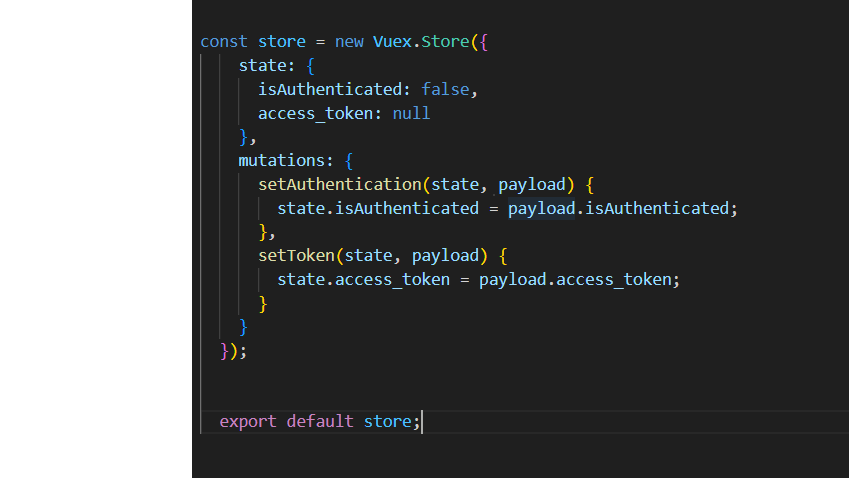 const store = new Vuex.Store({
state: {
isAuthenticated: false,
access_token: null
},
mutations: {
setAuthentication(state, payload) {
state.isAuthenticated = payload.isAuthenticated;
},
setToken(state, payload) {
state.access_token = payload.access_token;
}
}
});
export default store;